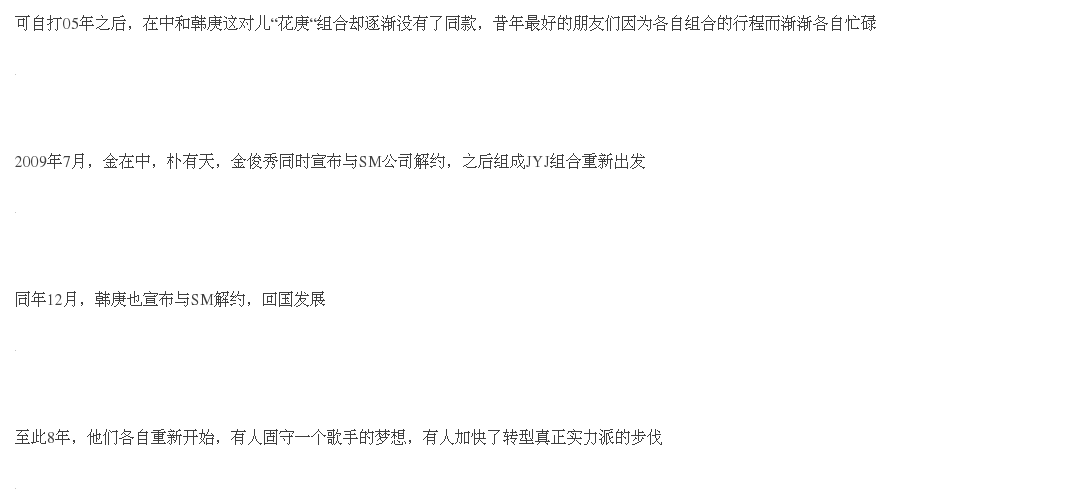 可自打05年之后，在中和韩庚这对儿“花庚“组合却逐渐没有了同款，昔年最好的朋友们因为各自组合的行程而渐渐各自忙碌
2009年7月，金在中，朴有天，金俊秀同时宣布与SM公司解约，之后组成JYJ组合重新出发
同年12月，韩庚也宣布与SM解约，回国发展
至此8年，他们各自重新开始，有人固守一个歌手的梦想，有人加快了转型真正实力派的步伐